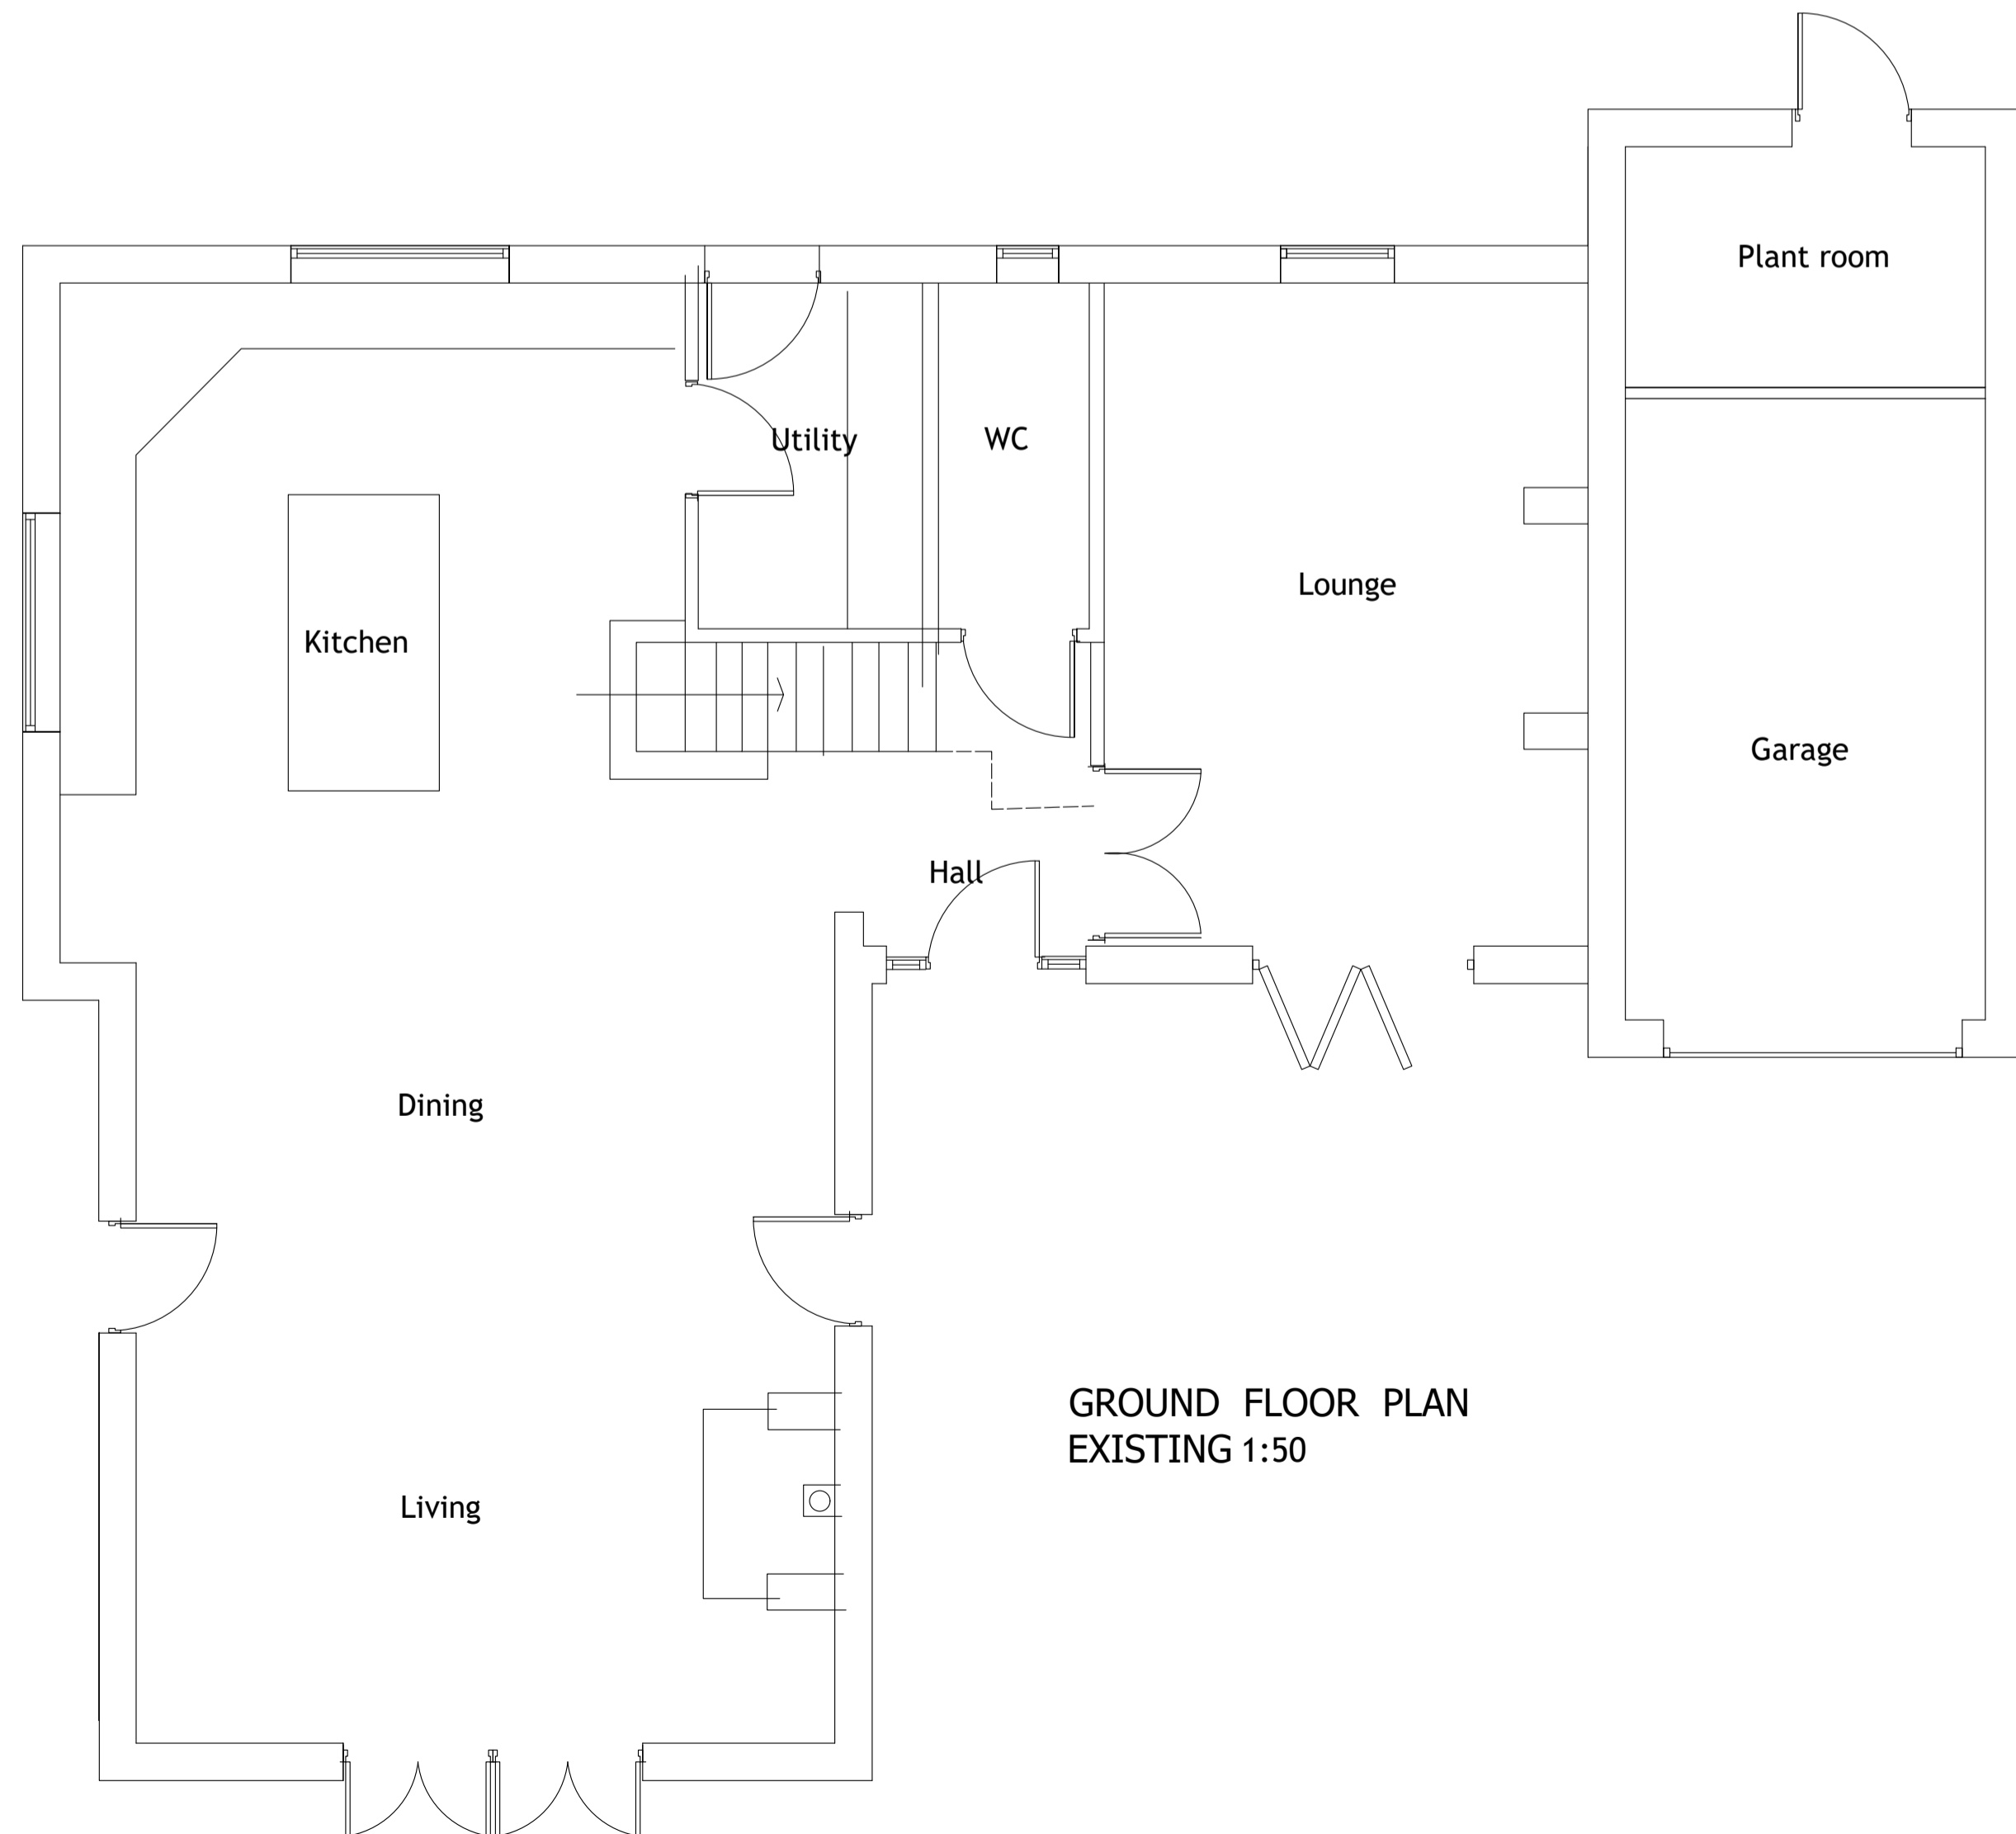 Plant room
Utility
WC
Lounge
Kitchen
Garage
Hall
Dining
GROUND FLOOR PLAN
EXISTING 1:50
Living